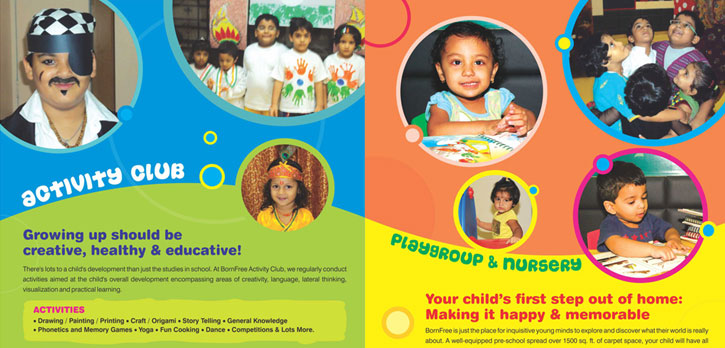 activity club
Growing up should be
creative, healthy & educative!
There's lots to a child's development than just the studies in school. At BornFree Activity Club, we regularly conduct
activities aimed at the child's overall development encompassing areas of creativity, language, lateral thinking,
visualization and practical learning.
ACTIVITIES
• Drawing / Painting / Printing • Craft / Origami • Story Telling • General Knowledge
• Phonetics and Memory Games • Yoga • Fun Cooking • Dance • Competitions & Lots More.
playgroup & nursery
Your child's first step out of home:
Making it happy & memorable
BornFree is just the place for inquisitive young minds to explore and discover what their world is really
about. A well-equipped pre-school spread over 1500 sq. ft. of carpet space, your child will have all